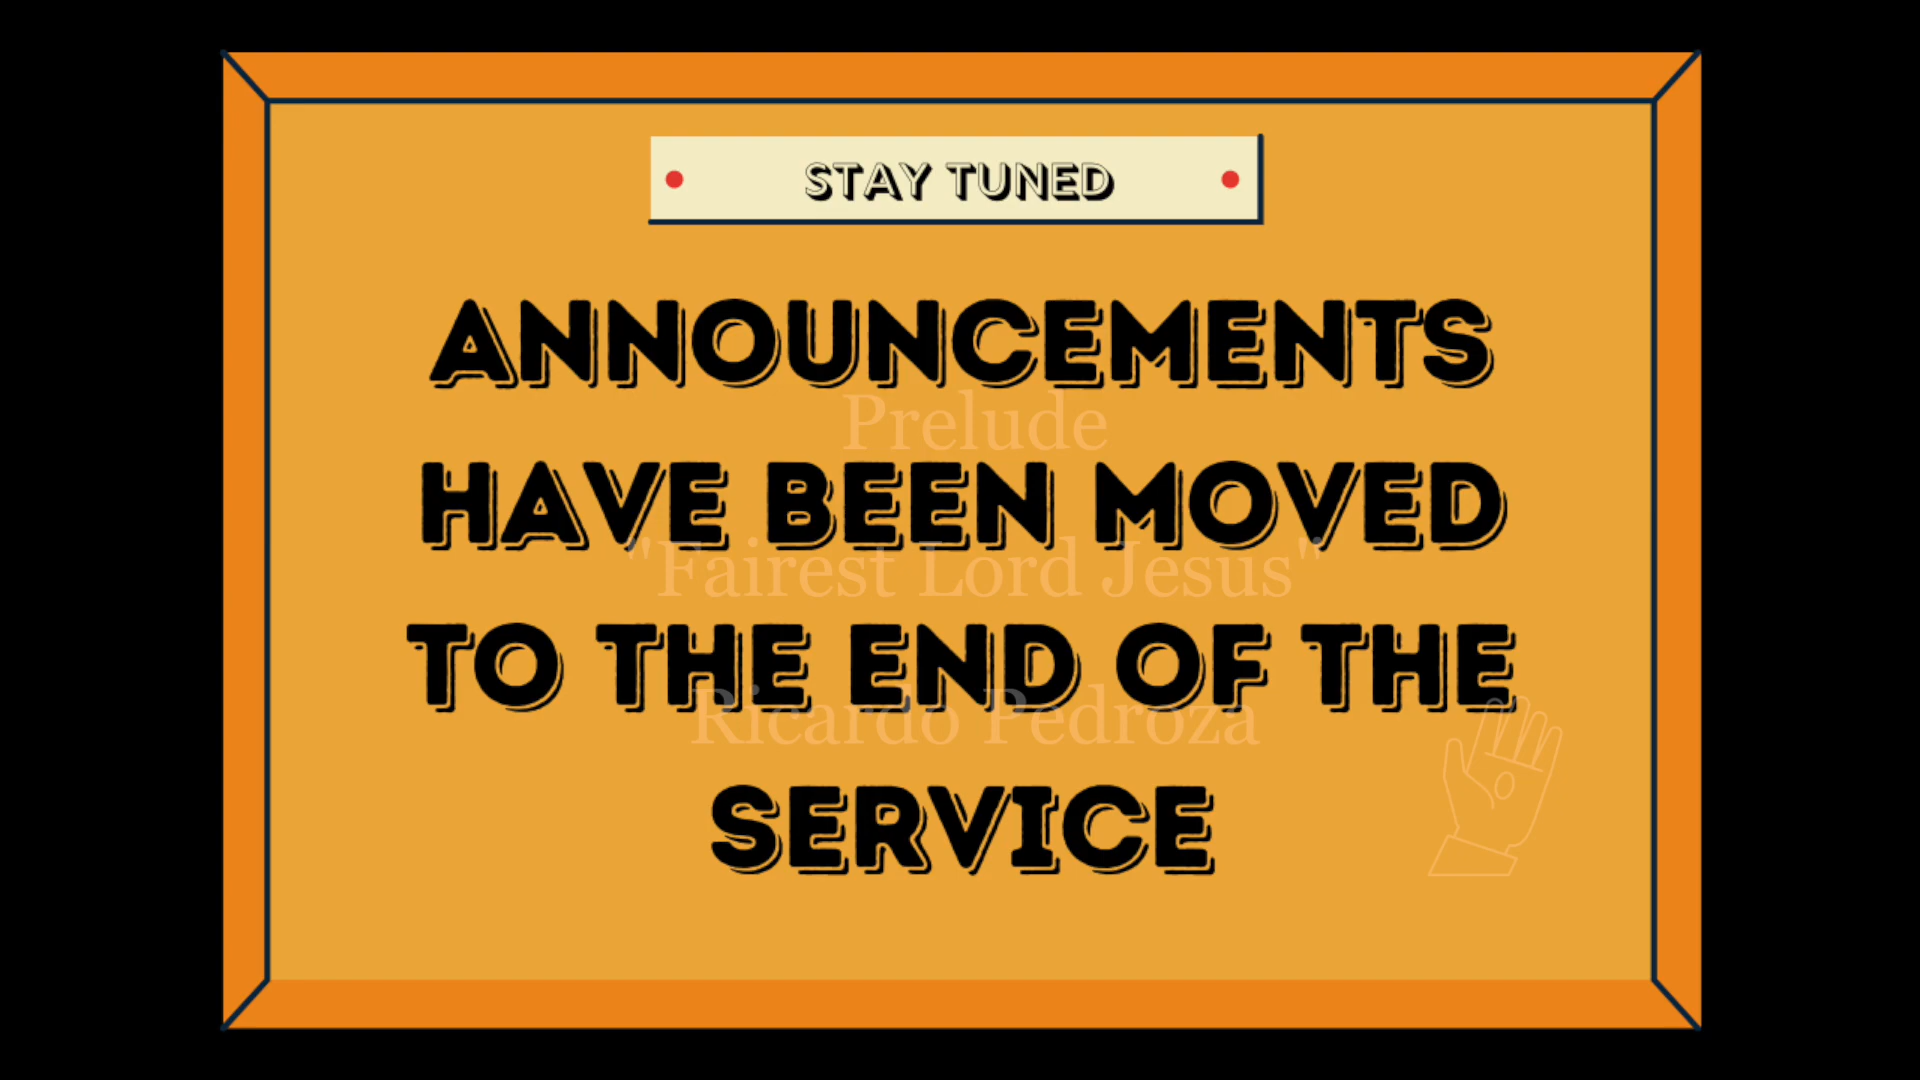 STAY TUNED
ANNOUNCEMENTS
Prelude
HAVE BEEN MOVED
"Fairest Lord Jesus"
TO THE END OF THE
Ricardo Pedroza
SERVICE